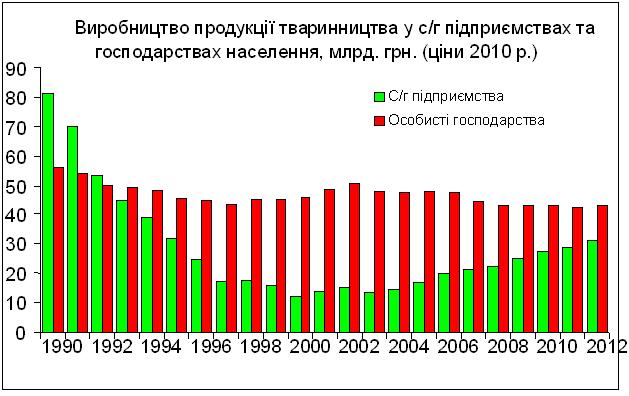 Виробництво продукції тваринництва у с/г підприємствах та
господарствах населення, млрд. грн. (ціни 2010 р.)
90
80
70
60
50
40
30
20
10
0
С/г підприємства
Особисті господарства
1990 1992 1994 1996 1998 2000 2002 2004 2006 2008 2010 2012